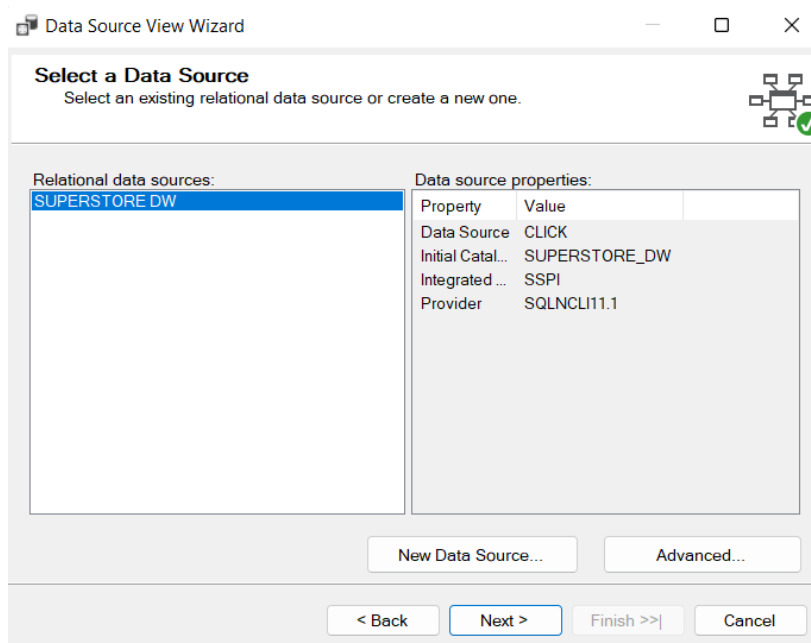 Data Source View Wizard
Select a Data Source
Select an existing relational data source or create a new one.
Relational data sources:
SUPERSTORE DW
Data source properties:
Property Value
Data Source CLICK
Initial Catal... SUPERSTORE_DW
Integrated ... SSPI
Provider SQLNCLI11.1
New Data Source... Advanced...
< Back Next > Finish >>| Cancel